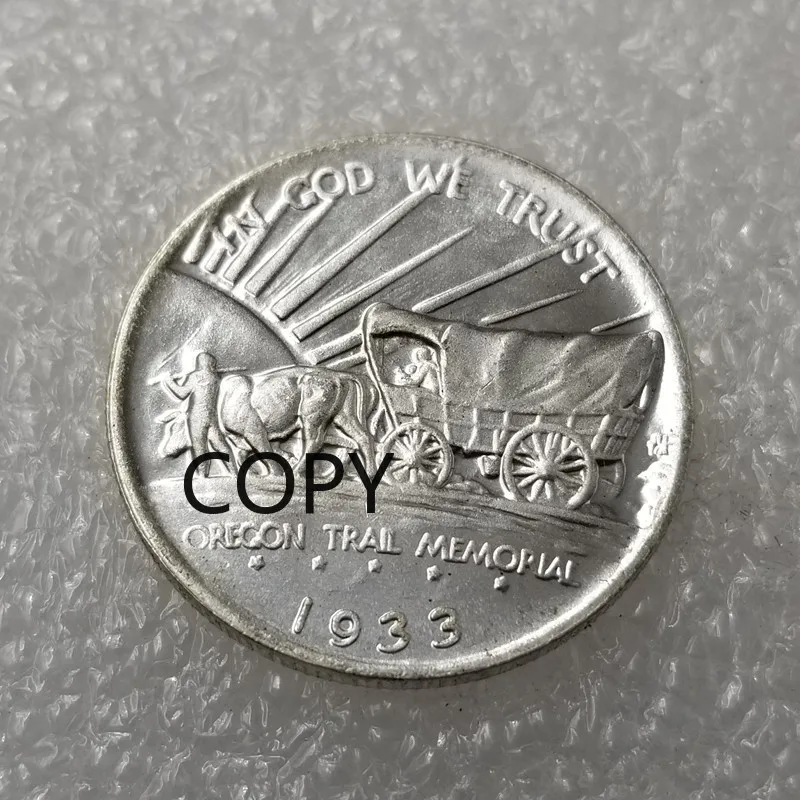 IN GOD WE TRUST
COPY
OREGON TRAIL MEMORIAL
1933